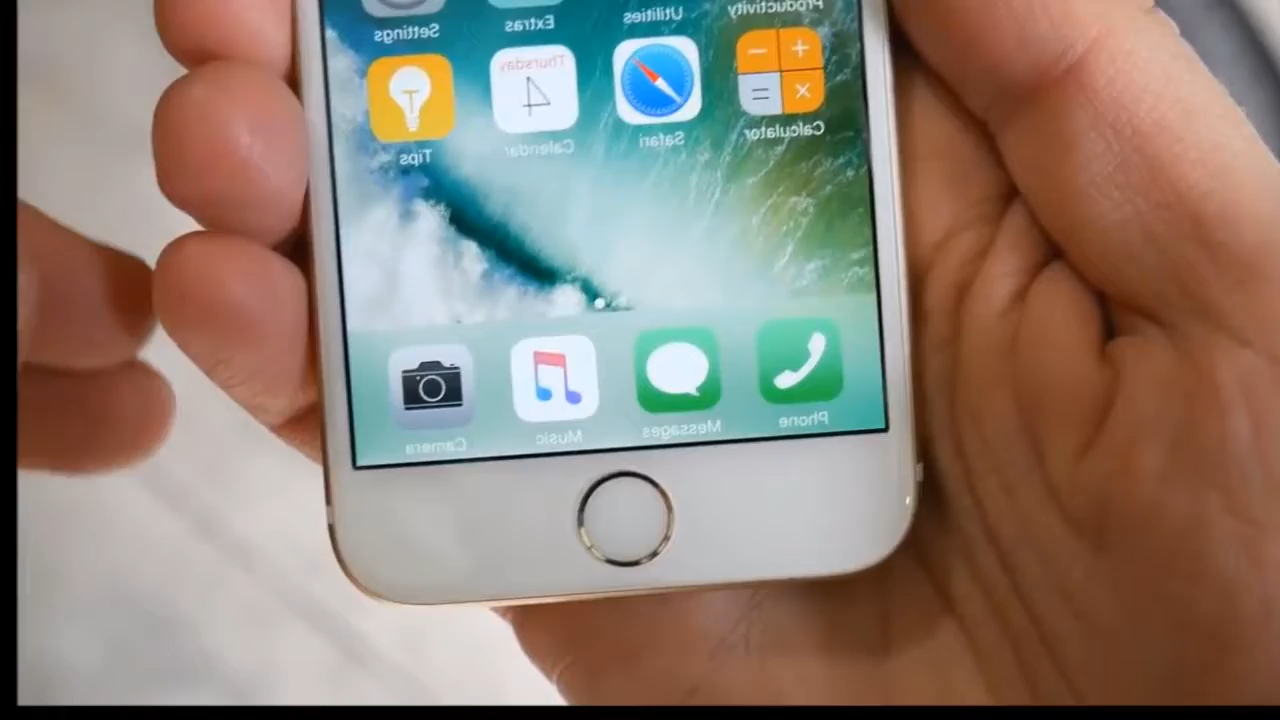 Productivity Utilities Extras Settings
Thursday
4
Calculator Safari Calendar Tips
Phone Messages Music Camera